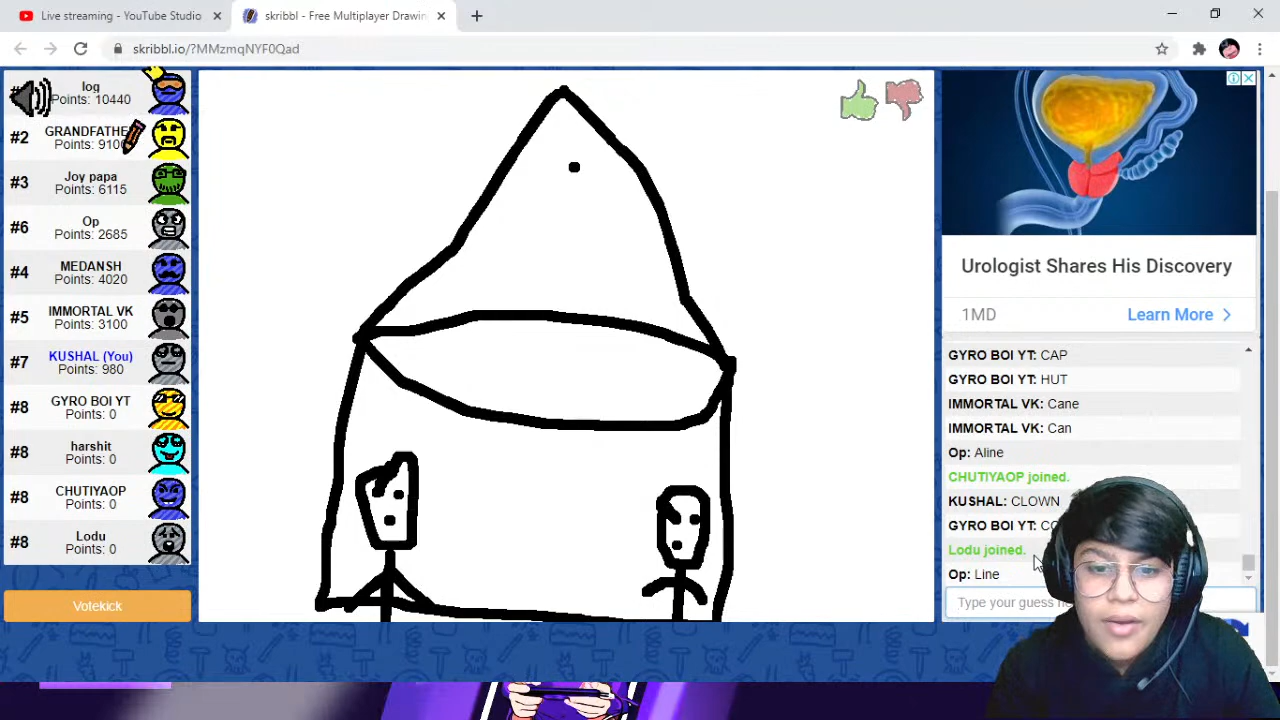 Live streaming - YouTube Studio
skribbl - Free Multiplayer Drawin
skribbl.io/?MMzmqNYF0Qad
log
Points: 10440
#2 GRANDFATHE
Points: 9100
#3 Joy papa
Points: 6115
#6 Op
Points: 2685
#4 MEDANSH
Points: 4020
#5 IMMORTAL VK
Points: 3100
#7 KUSHAL (You)
Points: 980
#8 GYRO BOI YT
Points: 0
#8 harshit
Points: 0
#8 CHUTIYAOP
Points: 0
#8 Lodu
Points: 0
Votekick
Urologist Shares His Discovery
1MD Learn More
GYRO BOI YT: CAP
GYRO BOI YT: HUT
IMMORTAL VK: Cane
IMMORTAL VK: Can
Op: Aline
CHUTIYAOP joined.
KUSHAL: CLOWN
GYRO BOI YT:
Lodu joined.
Op: Line
Type your guess